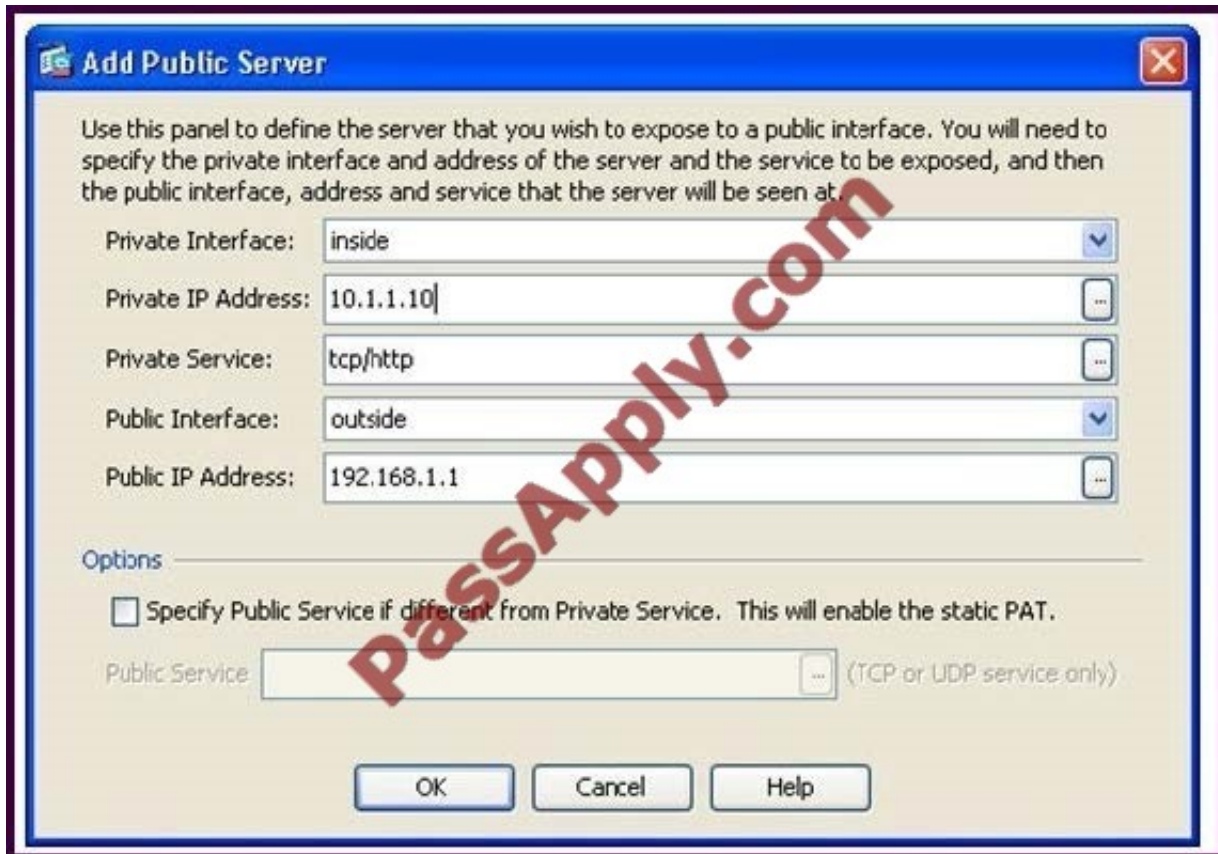 Add Public Server
Use this panel to define the server that you wish to expose to a public interface. You will need to
specify the private interface and address of the server and the service to be exposed, and then
the public interface, address and service that the server will be seen at.
Private Interface: inside
Private IP Address: 10.1.1.10
...
Private Service: tcp/http
...
Public Interface: outside
Public IP Address: 192.168.1.1
...
Options
Specify Public Service if different from Private Service. This will enable the static PAT.
Public Service ... (TCP or UDP service only)
OK Cancel Help
PassApply.com